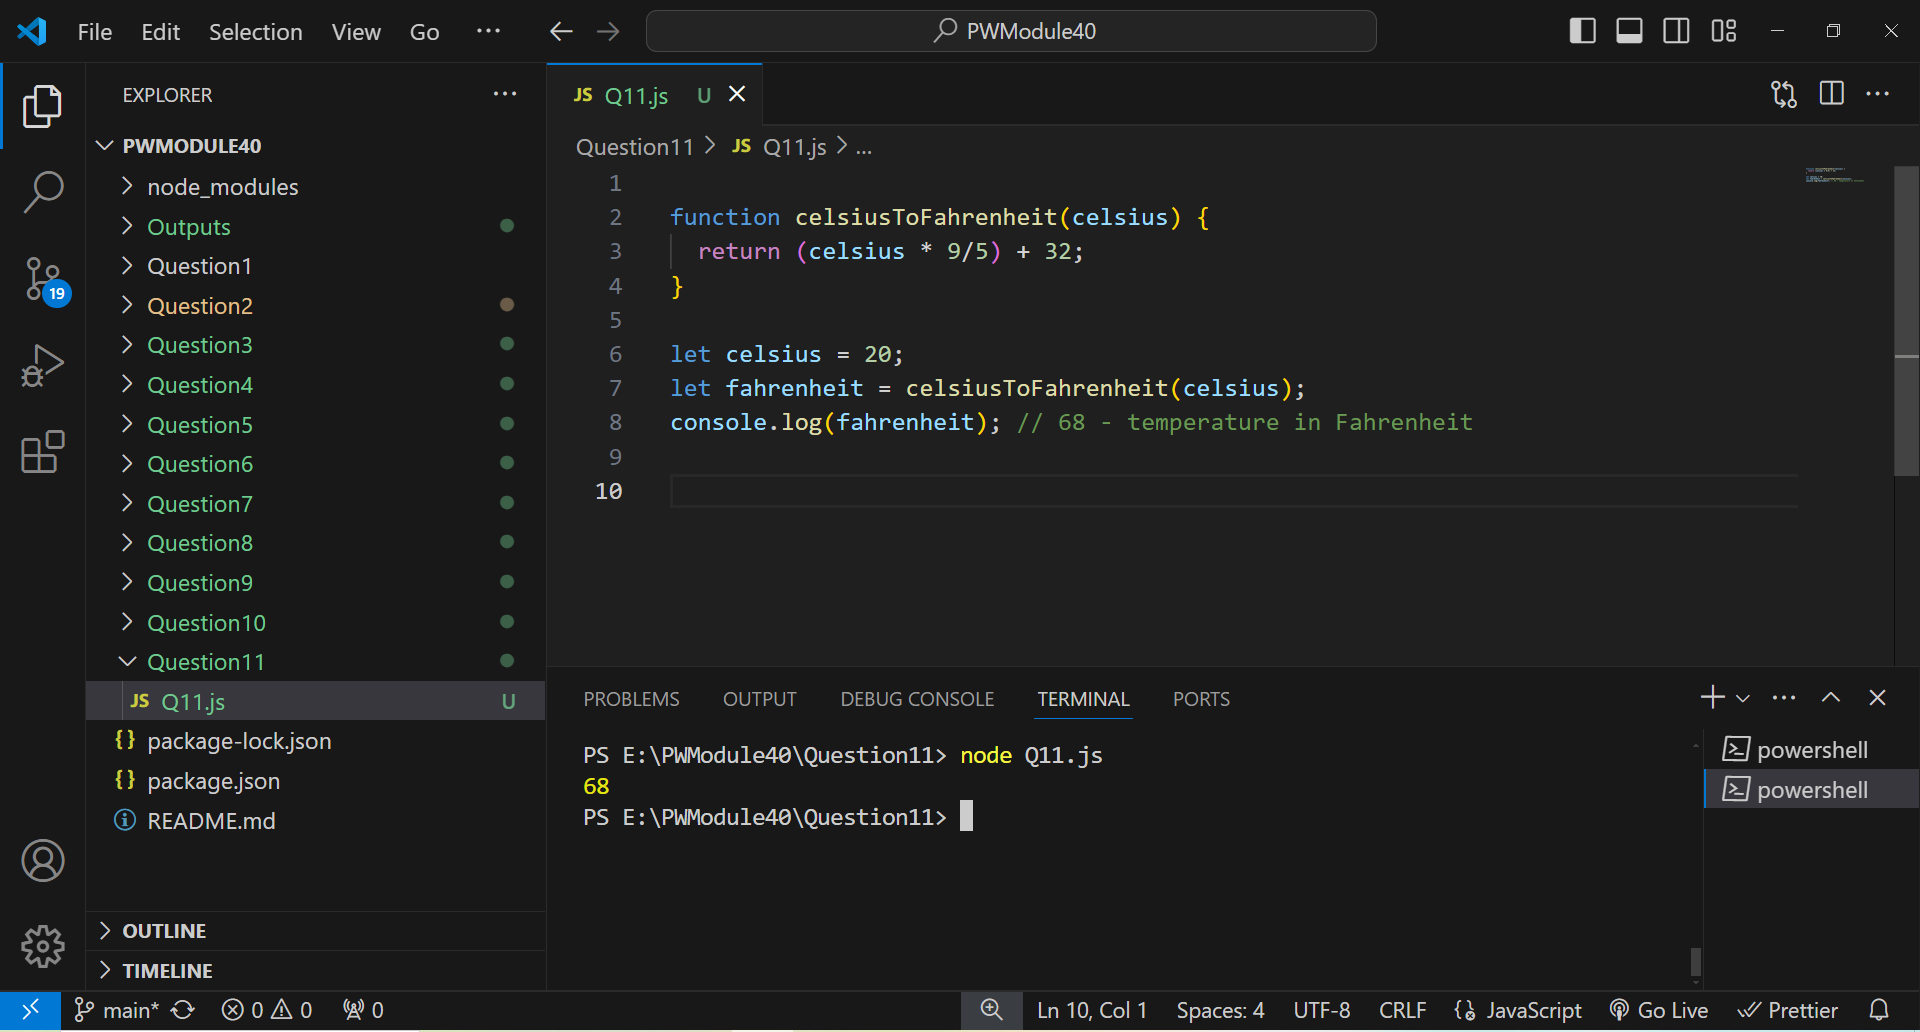 File Edit Selection View Go ... PWModule40
EXPLORER ...
PWMODULE40
node_modules
Outputs
Question1
Question2
Question3
Question4
Question5
Question6
Question7
Question8
Question9
Question10
Question11
JS Q11.js U
{} package-lock.json
{} package.json
README.md
OUTLINE
TIMELINE
19
JS Q11.js U
Question11 > JS Q11.js > ...
1
2 function celsiusToFahrenheit(celsius) {
3 return (celsius * 9/5) + 32;
4 }
5
6 let celsius = 20;
7 let fahrenheit = celsiusToFahrenheit(celsius);
8 console.log(fahrenheit); // 68 - temperature in Fahrenheit
9
10
PROBLEMS OUTPUT DEBUG CONSOLE TERMINAL PORTS
PS E:\PWModule40\Question11> node Q11.js
68
PS E:\PWModule40\Question11>
powershell
powershell
main* 0 0 0 Ln 10, Col 1 Spaces: 4 UTF-8 CRLF {} JavaScript Go Live Prettier